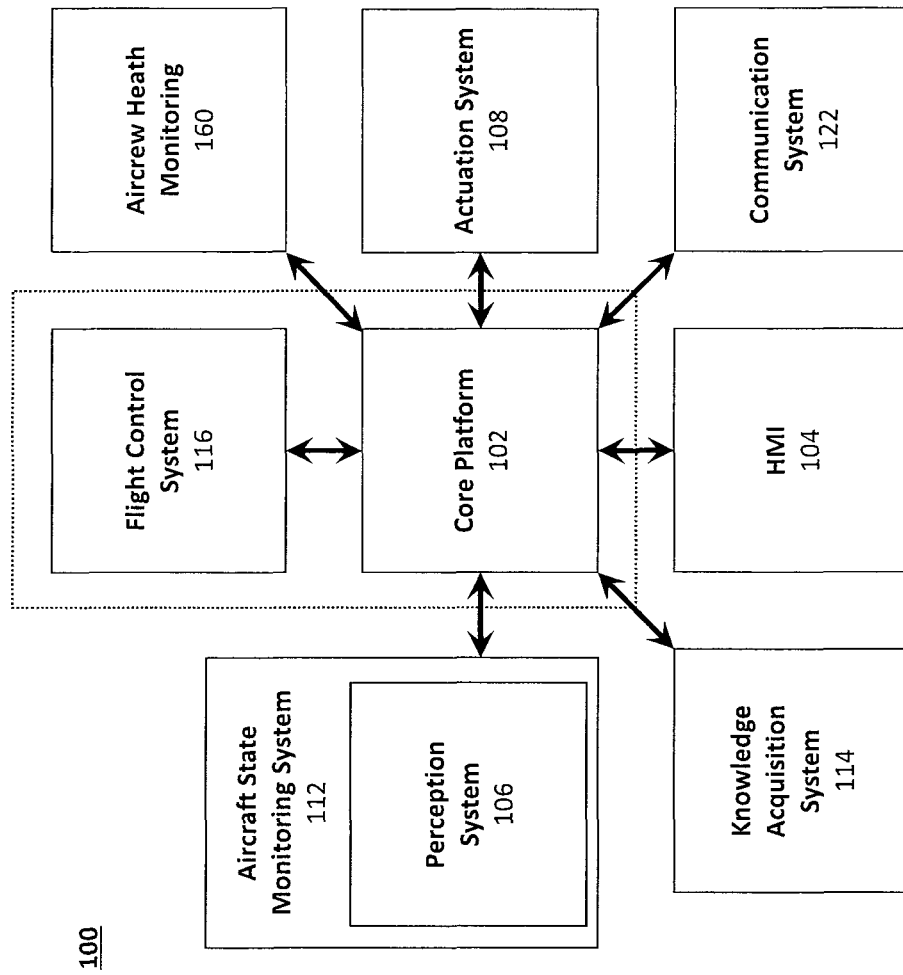 100
Aircraft State
Monitoring System
112
Perception
System
106
Knowledge
Acquisition
System
114
Flight Control
System
116
Core Platform
102
HMI
104
Aircrew Heath
Monitoring
160
Actuation System
108
Communication
System
122